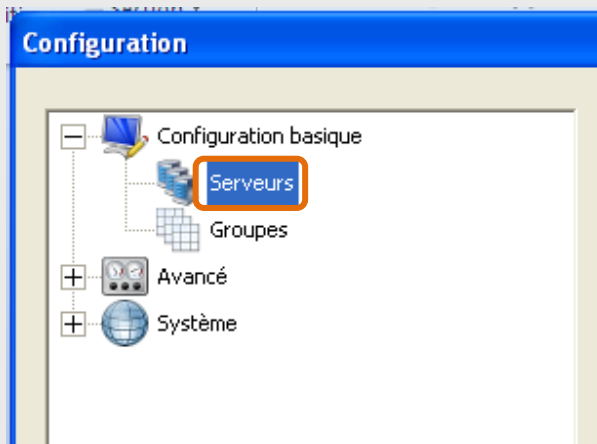 Configuration
Configuration basique
Serveurs
Groupes
Avancé
Système